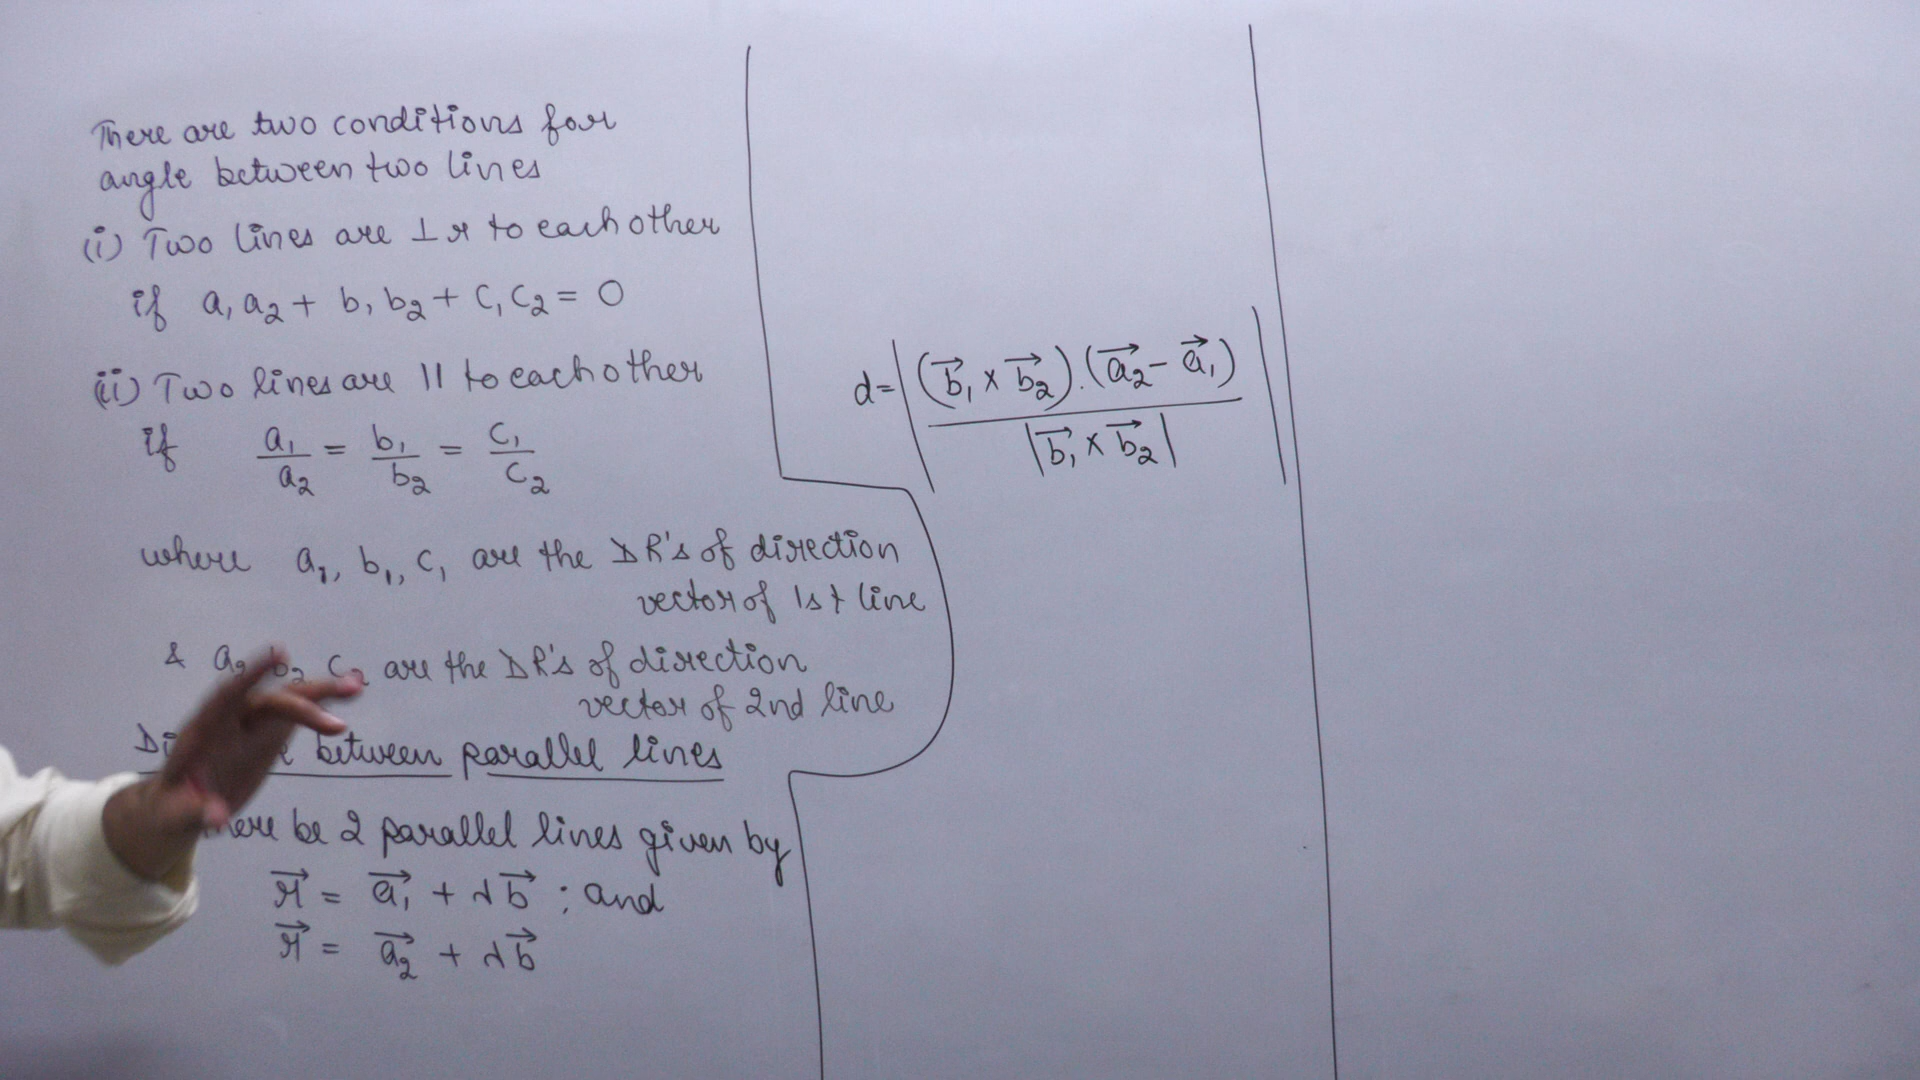 There are two conditions for
angle between two lines
(i) Two lines are ⊥r to each other
if a₁a₂ + b₁b₂ + c₁c₂ = 0
(ii) Two lines are || to each other
if a₁/a₂ = b₁/b₂ = c₁/c₂
where a₁, b₁, c₁ are the DR's of direction
vector of 1st line
& a₂ b₂ c₂ are the DR's of direction
vector of 2nd line
between parallel lines
be 2 parallel lines given by
r⃗ = a⃗₁ + λb⃗ ; and
r⃗ = a⃗₂ + λb⃗
d = |(b⃗₁ × b⃗₂).(a⃗₂ - a⃗₁) / |b⃗₁ × b⃗₂||